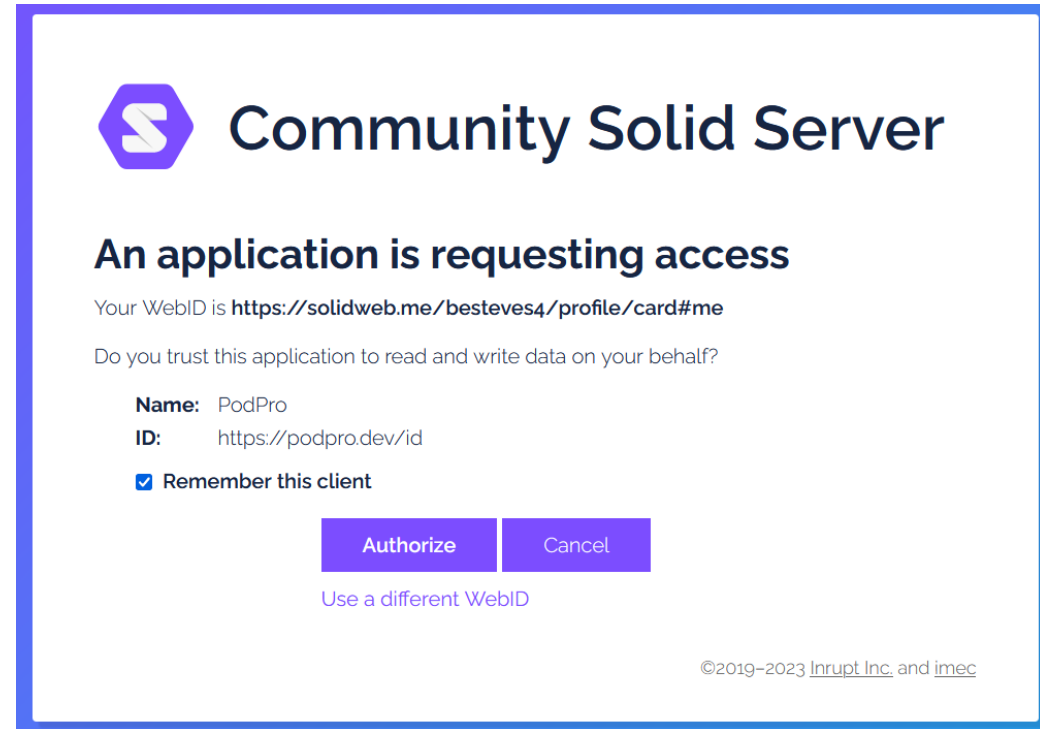 Community Solid Server
An application is requesting access
Your WebID is https://solidweb.me/besteves4/profile/card#me
Do you trust this application to read and write data on your behalf?
Name: PodPro
ID: https://podpro.dev/id
Remember this client
Authorize Cancel
Use a different WebID
©2019–2023 Inrupt Inc. and imec